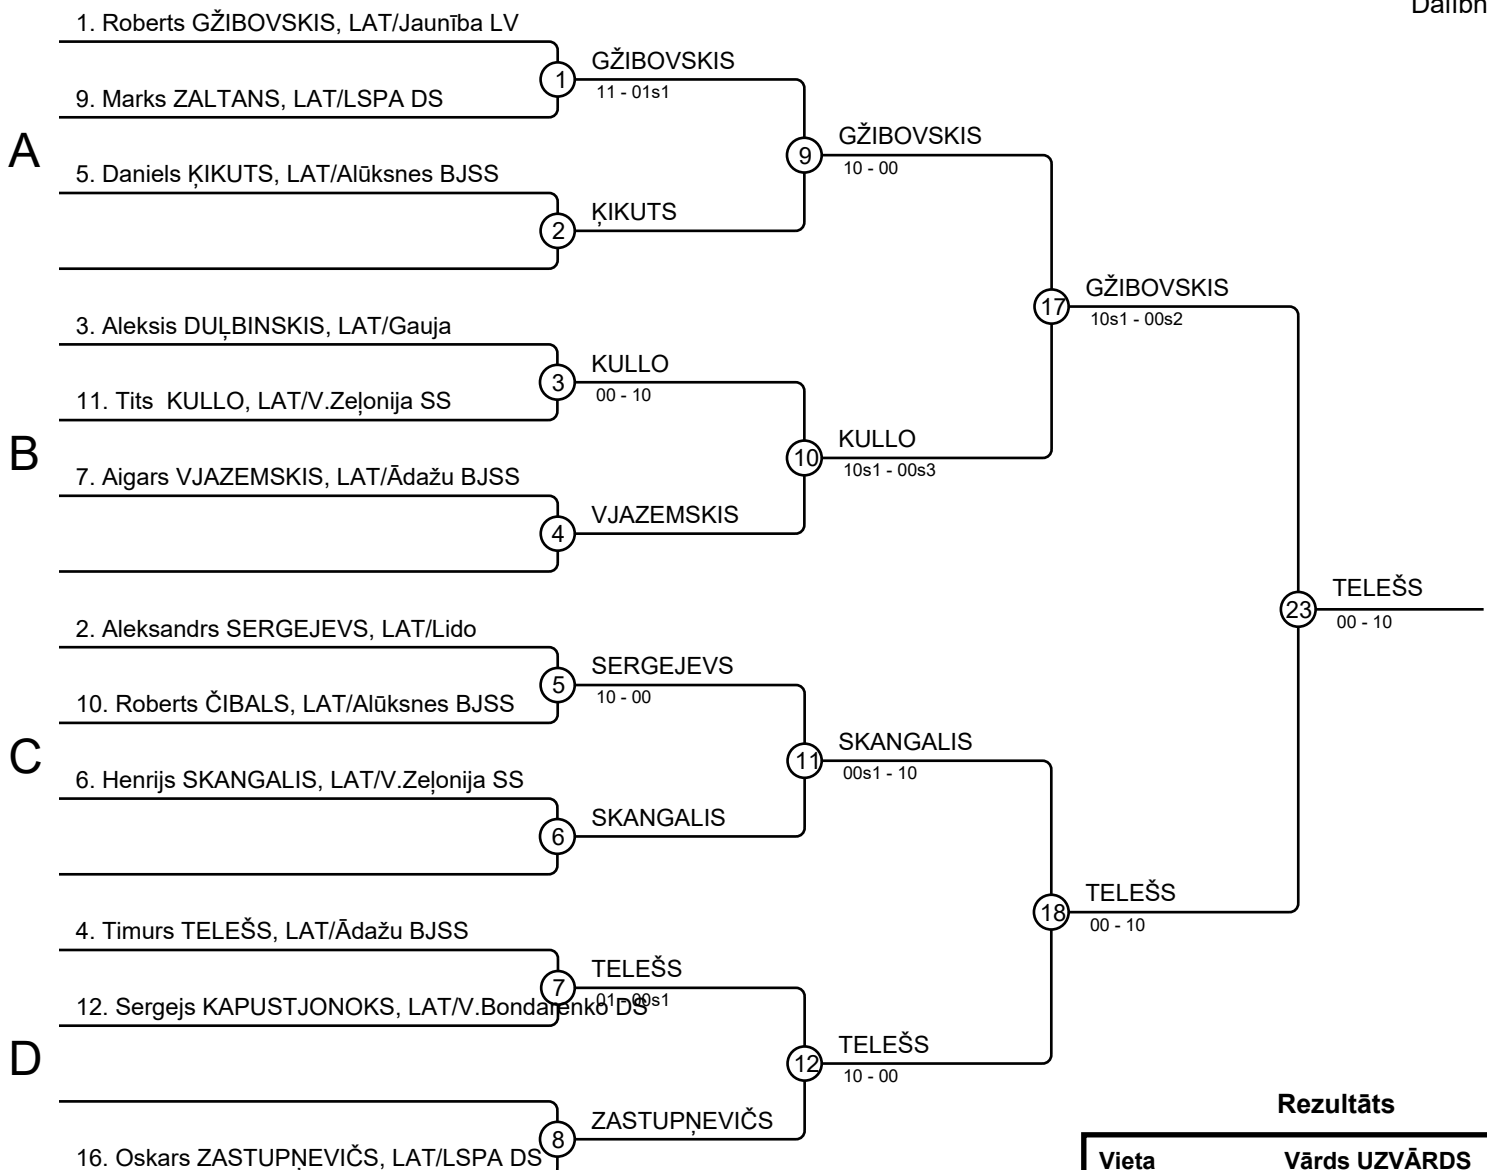 Dalībn
1. Roberts GŽIBOVSKIS, LAT/Jaunība LV
GŽIBOVSKIS
1
11 - 01s1
9. Marks ZALTANS, LAT/LSPA DS
GŽIBOVSKIS
A
9
10 - 00
5. Daniels ĶIKUTS, LAT/Alūksnes BJSS
ĶIKUTS
2
GŽIBOVSKIS
17
10s1 - 00s2
3. Aleksis DUĻBINSKIS, LAT/Gauja
KULLO
3
00 - 10
11. Tits  KULLO, LAT/V.Zeļonija SS
KULLO
B
10
10s1 - 00s3
7. Aigars VJAZEMSKIS, LAT/Ādažu BJSS
VJAZEMSKIS
4
TELEŠS
23
00 - 10
2. Aleksandrs SERGEJEVS, LAT/Lido
SERGEJEVS
5
10 - 00
10. Roberts ČIBALS, LAT/Alūksnes BJSS
SKANGALIS
C
11
00s1 - 10
6. Henrijs SKANGALIS, LAT/V.Zeļonija SS
SKANGALIS
6
TELEŠS
18
00 - 10
4. Timurs TELEŠS, LAT/Ādažu BJSS
TELEŠS
7
01 - 00s1
12. Sergejs KAPUSTJONOKS, LAT/V.Bondarenko DS
TELEŠS
D
12
10 - 00
ZASTUPŅEVIČS
8
16. Oskars ZASTUPŅEVIČS, LAT/LSPA DS
Rezultāts
Vieta Vārds UZVĀRDS